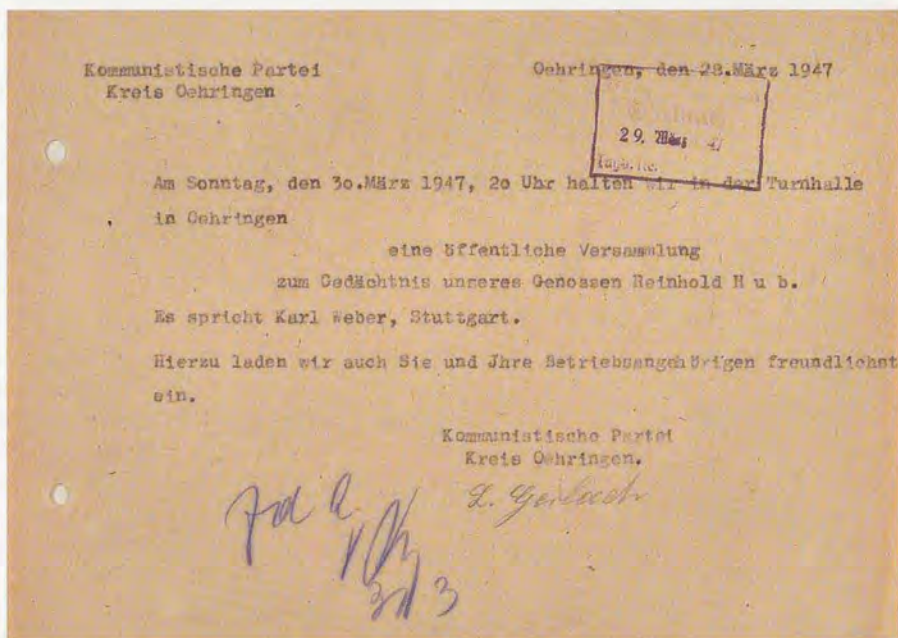 Kommunistische Partei
Kreis Oehringen
Oehringen, den 28.März 1947
29. März 47
Am Sonntag, den 3o.März 1947, 2o Uhr halten wir in der Turnhalle
in Oehringen
eine öffentliche Versammlung
zum Gedächtnis unseres Genossen Reinhold H u b.
Es spricht Karl Weber, Stuttgart.
Hierzu laden wir auch Sie und Jhre Betriebsangehörigen freundlichst
ein.
Kommunistische Partei
Kreis Oehringen.
L. Gerlach